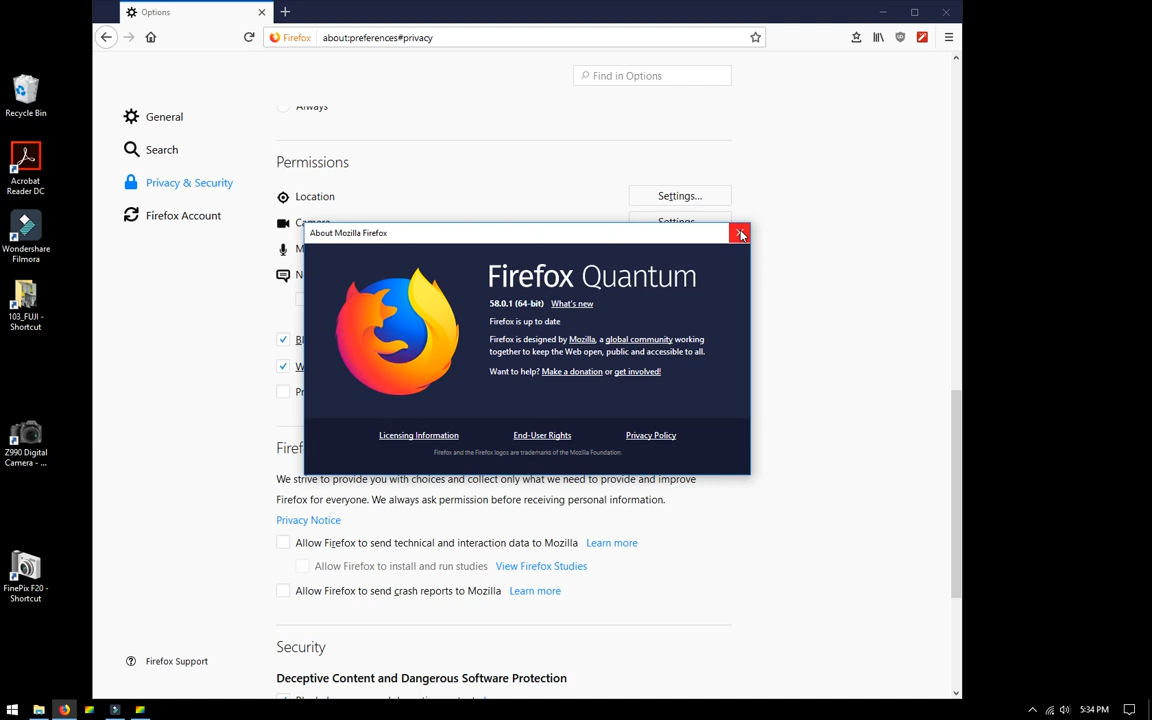 Options
Firefox
about:preferences#privacy
Find in Options
Recycle Bin
Acrobat
Reader DC
Wondershare
Filmora
103_FUJI -
Shortcut
Z990 Digital
Camera - ...
FinePix F20 -
Shortcut
General
Search
Privacy & Security
Firefox Account
Firefox Support
Always
Permissions
Location
Settings...
Camera
Settings
About Mozilla Firefox
Firefox Quantum
58.0.1 (64-bit) What's new
Firefox is up to date
Firefox is designed by Mozilla, a global community working
together to keep the Web open, public and accessible to all.
Want to help? Make a donation or get involved!
Licensing Information
End-User Rights
Privacy Policy
Firefox and the Firefox logos are trademarks of the Mozilla Foundation.
M
N
B
W
Pr
Firef
We strive to provide you with choices and collect only what we need to provide and improve
Firefox for everyone. We always ask permission before receiving personal information.
Privacy Notice
Allow Firefox to send technical and interaction data to Mozilla Learn more
Allow Firefox to install and run studies View Firefox Studies
Allow Firefox to send crash reports to Mozilla Learn more
Security
Deceptive Content and Dangerous Software Protection
5:34 PM